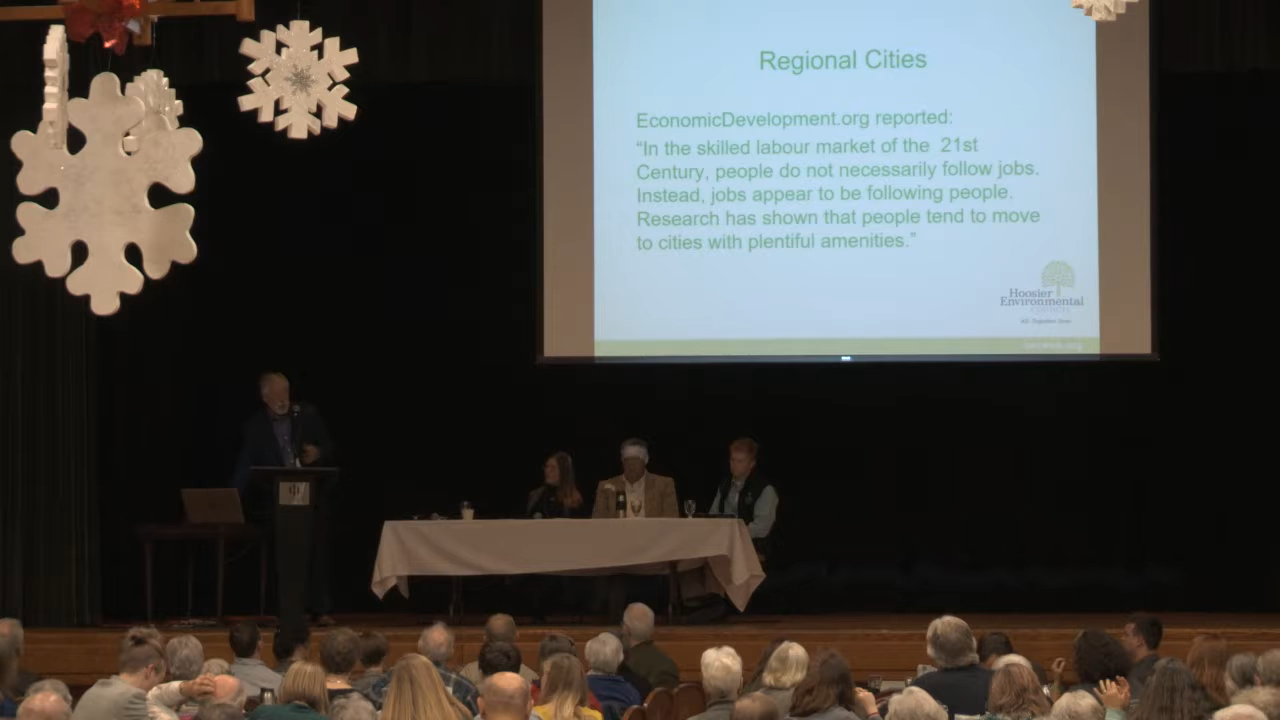 Regional Cities
EconomicDevelopment.org reported:
“In the skilled labour market of the 21st
Century, people do not necessarily follow jobs.
Instead, jobs appear to be following people.
Research has shown that people tend to move
to cities with plentiful amenities.”
Hoosier
Environmental
COUNCIL